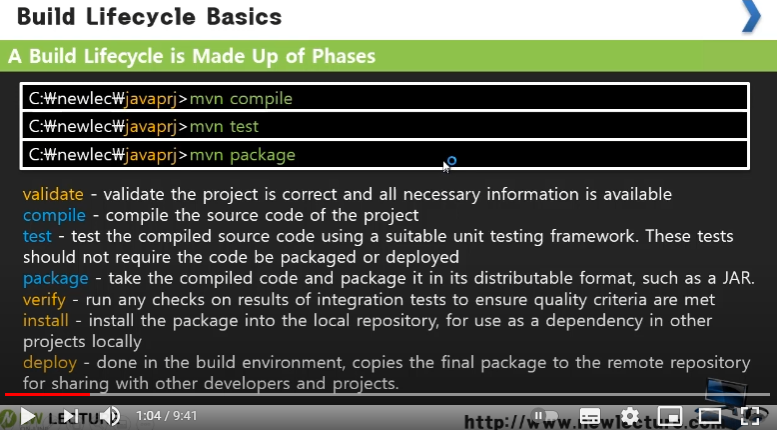 Build Lifecycle Basics
A Build Lifecycle is Made Up of Phases
C:₩newlec₩javaprj>mvn compile
C:₩newlec₩javaprj>mvn test
C:₩newlec₩javaprj>mvn package
validate - validate the project is correct and all necessary information is available
compile - compile the source code of the project
test - test the compiled source code using a suitable unit testing framework. These tests
should not require the code be packaged or deployed
package - take the compiled code and package it in its distributable format, such as a JAR.
verify - run any checks on results of integration tests to ensure quality criteria are met
install - install the package into the local repository, for use as a dependency in other
projects locally
deploy - done in the build environment, copies the final package to the remote repository
for sharing with other developers and projects.
1:04 / 9:41
LECTURE
http://www.newlecture.com